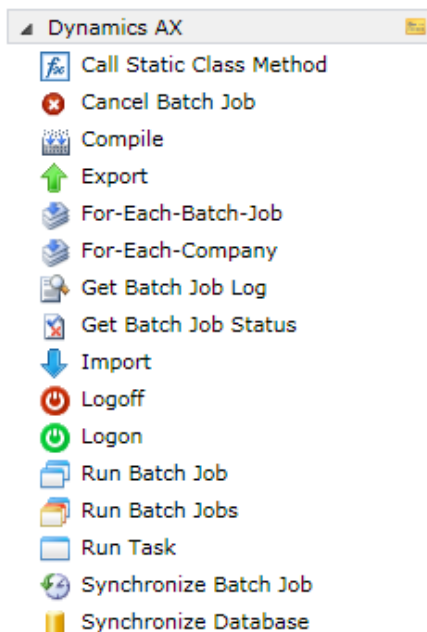 Dynamics AX
Call Static Class Method
Cancel Batch Job
Compile
Export
For-Each-Batch-Job
For-Each-Company
Get Batch Job Log
Get Batch Job Status
Import
Logoff
Logon
Run Batch Job
Run Batch Jobs
Run Task
Synchronize Batch Job
Synchronize Database